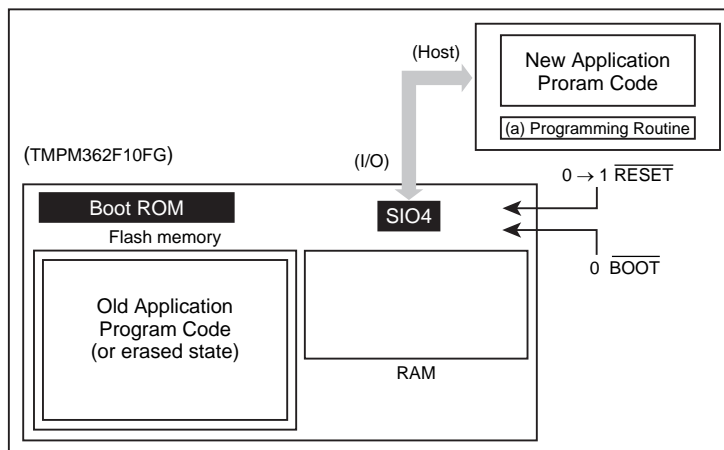 (Host)
New Application
Proram Code
(a) Programming Routine
(TMPM362F10FG)
(I/O)
0 → 1 RESET
Boot ROM
SIO4
Flash memory
0 BOOT
Old Application
Program Code
(or erased state)
RAM